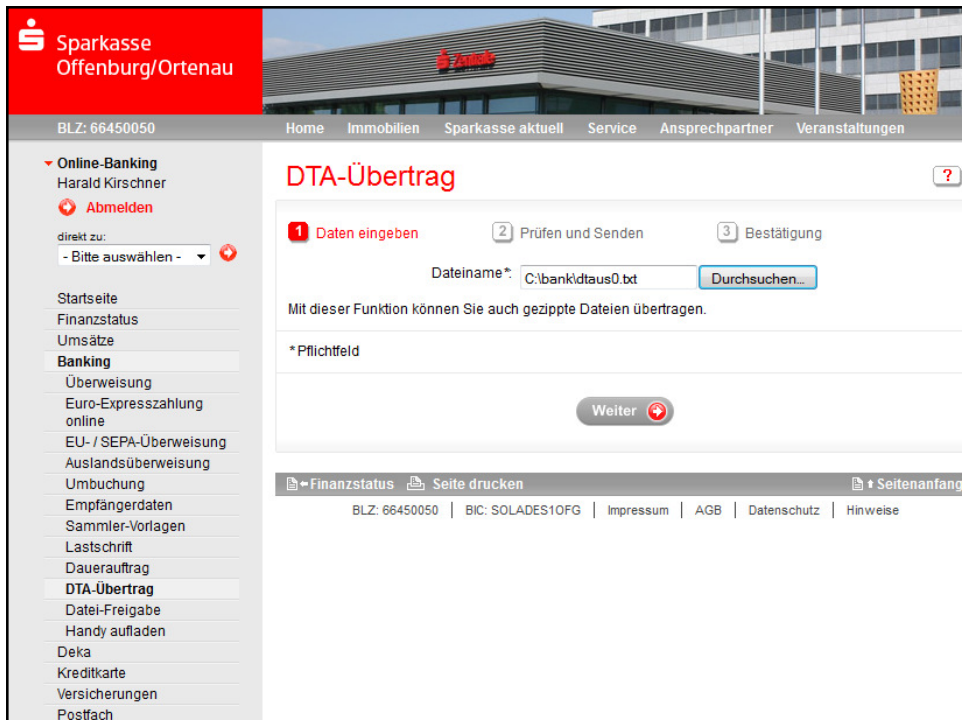 Sparkasse
Offenburg/Ortenau
Zentrale
BLZ: 66450050
Home Immobilien Sparkasse aktuell Service Ansprechpartner Veranstaltungen
Online-Banking
Harald Kirschner
Abmelden
direkt zu:
- Bitte auswählen -
Startseite
Finanzstatus
Umsätze
Banking
Überweisung
Euro-Expresszahlung
online
EU- / SEPA-Überweisung
Auslandsüberweisung
Umbuchung
Empfängerdaten
Sammler-Vorlagen
Lastschrift
Dauerauftrag
DTA-Übertrag
Datei-Freigabe
Handy aufladen
Deka
Kreditkarte
Versicherungen
Postfach
DTA-Übertrag
?
1 Daten eingeben 2 Prüfen und Senden 3 Bestätigung
Dateiname*: C:\bank\dtaus0.txt Durchsuchen...
Mit dieser Funktion können Sie auch gezippte Dateien übertragen.
* Pflichtfeld
Weiter
Finanzstatus Seite drucken Seitenanfang
BLZ: 66450050 | BIC: SOLADES1OFG | Impressum | AGB | Datenschutz | Hinweise